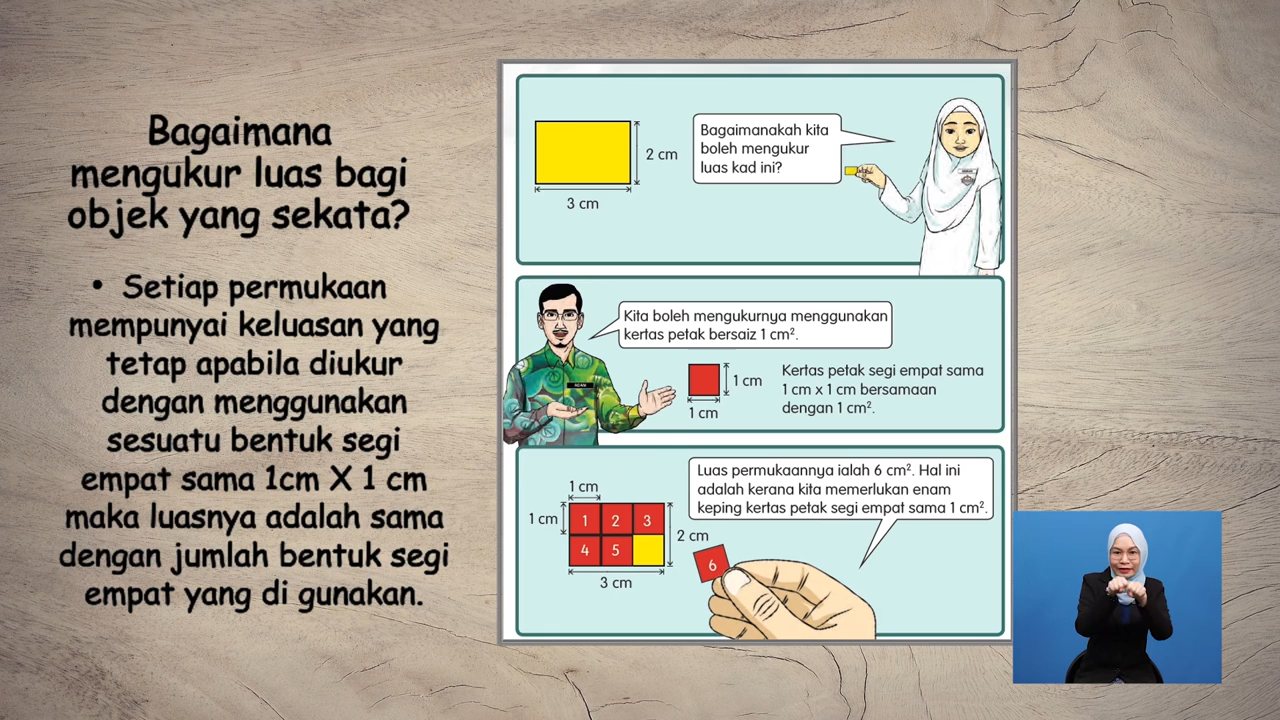 Bagaimana
mengukur luas bagi
objek yang sekata?
• Setiap permukaan
mempunyai keluasan yang
tetap apabila diukur
dengan menggunakan
sesuatu bentuk segi
empat sama 1cm X 1 cm
maka luasnya adalah sama
dengan jumlah bentuk segi
empat yang di gunakan.
2 cm
3 cm
Bagaimanakah kita
boleh mengukur
luas kad ini?
Kita boleh mengukurnya menggunakan
kertas petak bersaiz 1 cm².
1 cm
1 cm
Kertas petak segi empat sama
1 cm x 1 cm bersamaan
dengan 1 cm².
Luas permukaannya ialah 6 cm². Hal ini
adalah kerana kita memerlukan enam
keping kertas petak segi empat sama 1 cm².
1 cm
1 cm
1 2 3
4 5
2 cm
3 cm
6